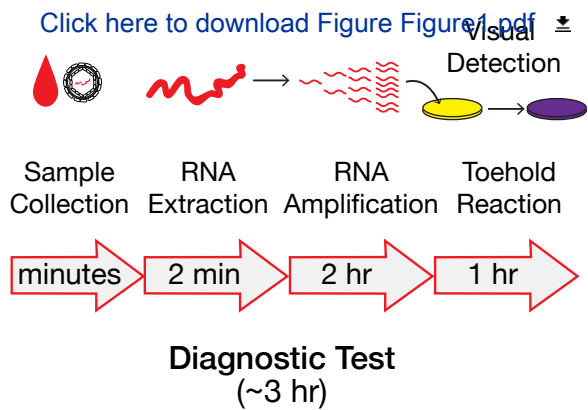 Click here to download Figure Figure1.pdf
Visual
Detection
Sample
Collection
RNA
Extraction
RNA
Amplification
Toehold
Reaction
minutes
2 min
2 hr
1 hr
Diagnostic Test
(~3 hr)